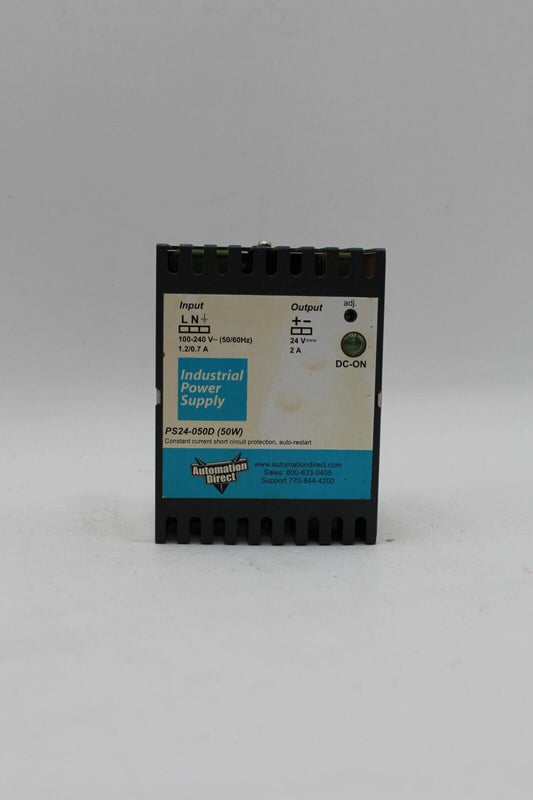 Input
L N
100-240 V~ (50/60Hz)
1.2/0.7 A
Output
+ -
24 V
2 A
adj.
DC-ON
Industrial
Power
Supply
PS24-050D (50W)
Constant current short circuit protection, auto-restart
Automation
Direct
www.automationdirect.com
Sales: 800-633-0405
Support 770-844-4200